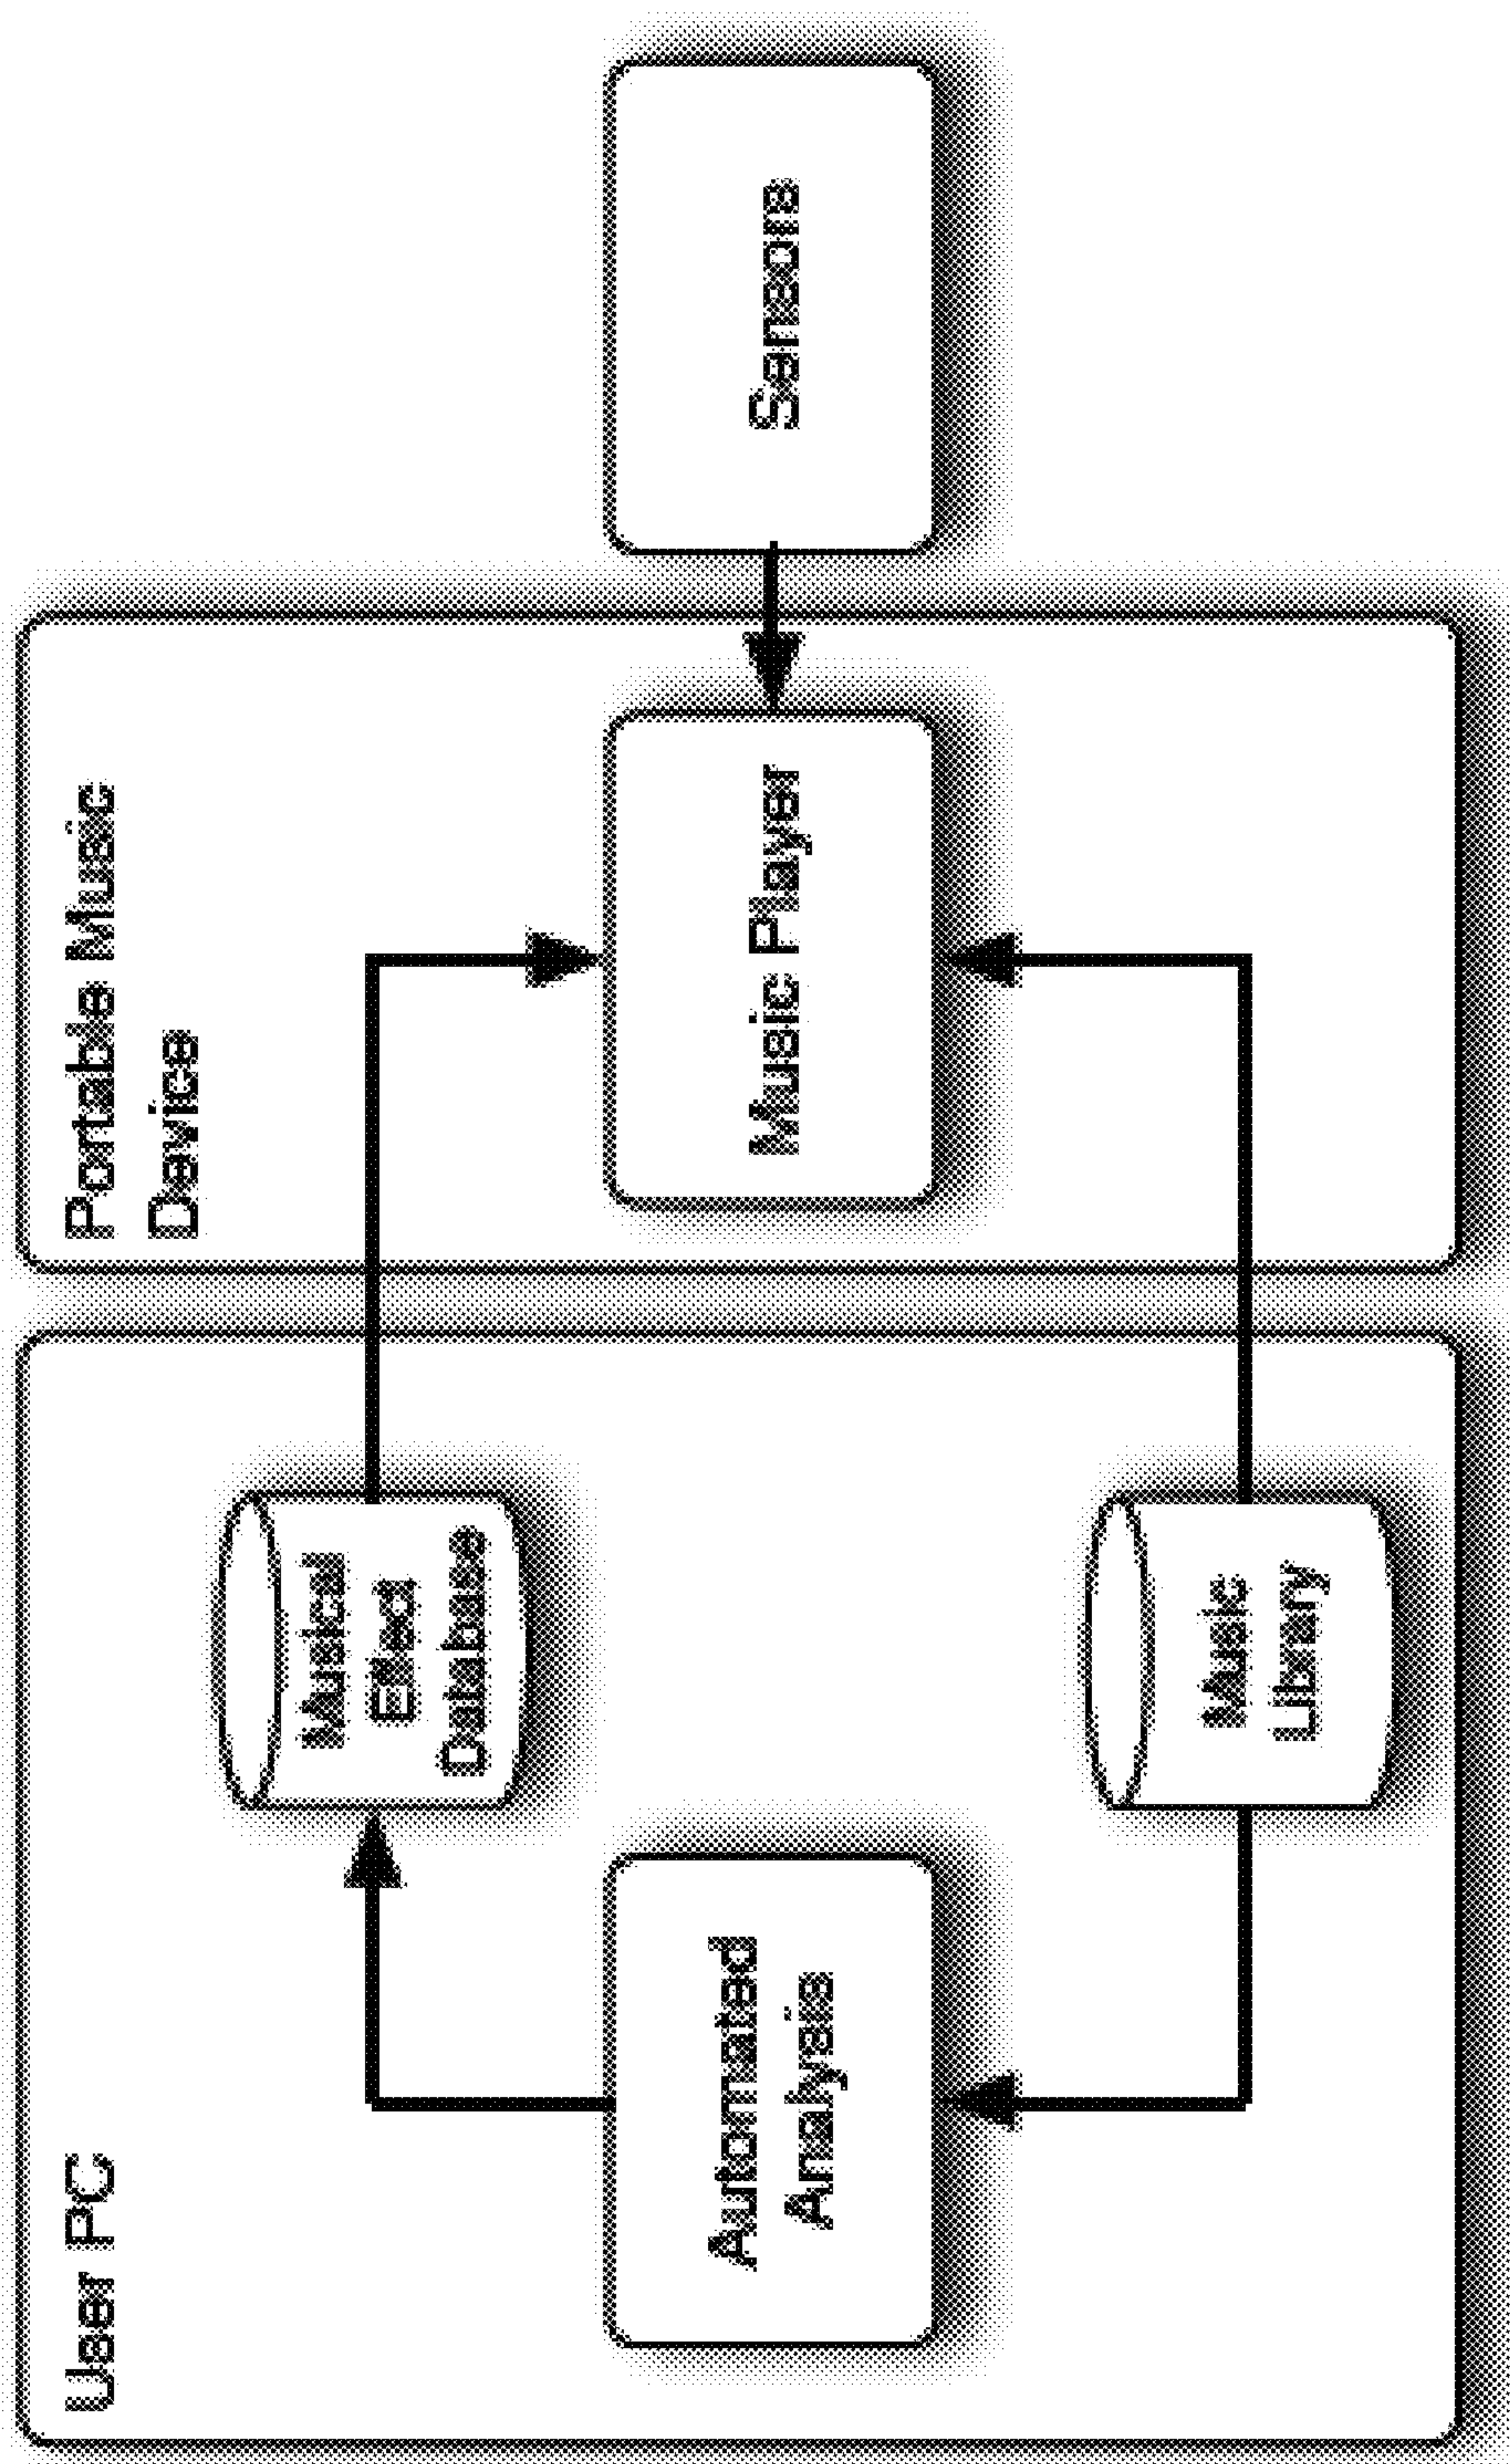 User PC
Automated
Analysis
Musical
Effect
Database
Music
Library
Portable Music
Device
Music Player
Sensors